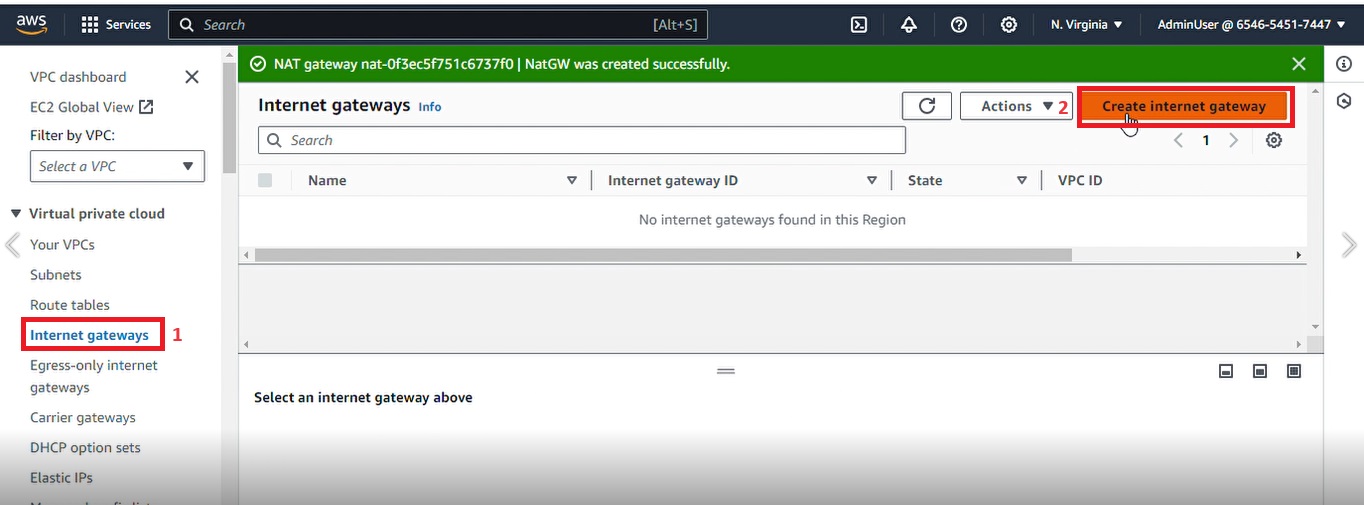 aws Services Search [Alt+S] N. Virginia AdminUser @ 6546-5451-7447
VPC dashboard
EC2 Global View
Filter by VPC:
Select a VPC
Virtual private cloud
Your VPCs
Subnets
Route tables
Internet gateways 1
Egress-only internet
gateways
Carrier gateways
DHCP option sets
Elastic IPs
NAT gateway nat-0f3ec5f751c6737f0 | NatGW was created successfully.
Internet gateways Info Actions 2 Create internet gateway
Search 1
Name Internet gateway ID State VPC ID
No internet gateways found in this Region
Select an internet gateway above